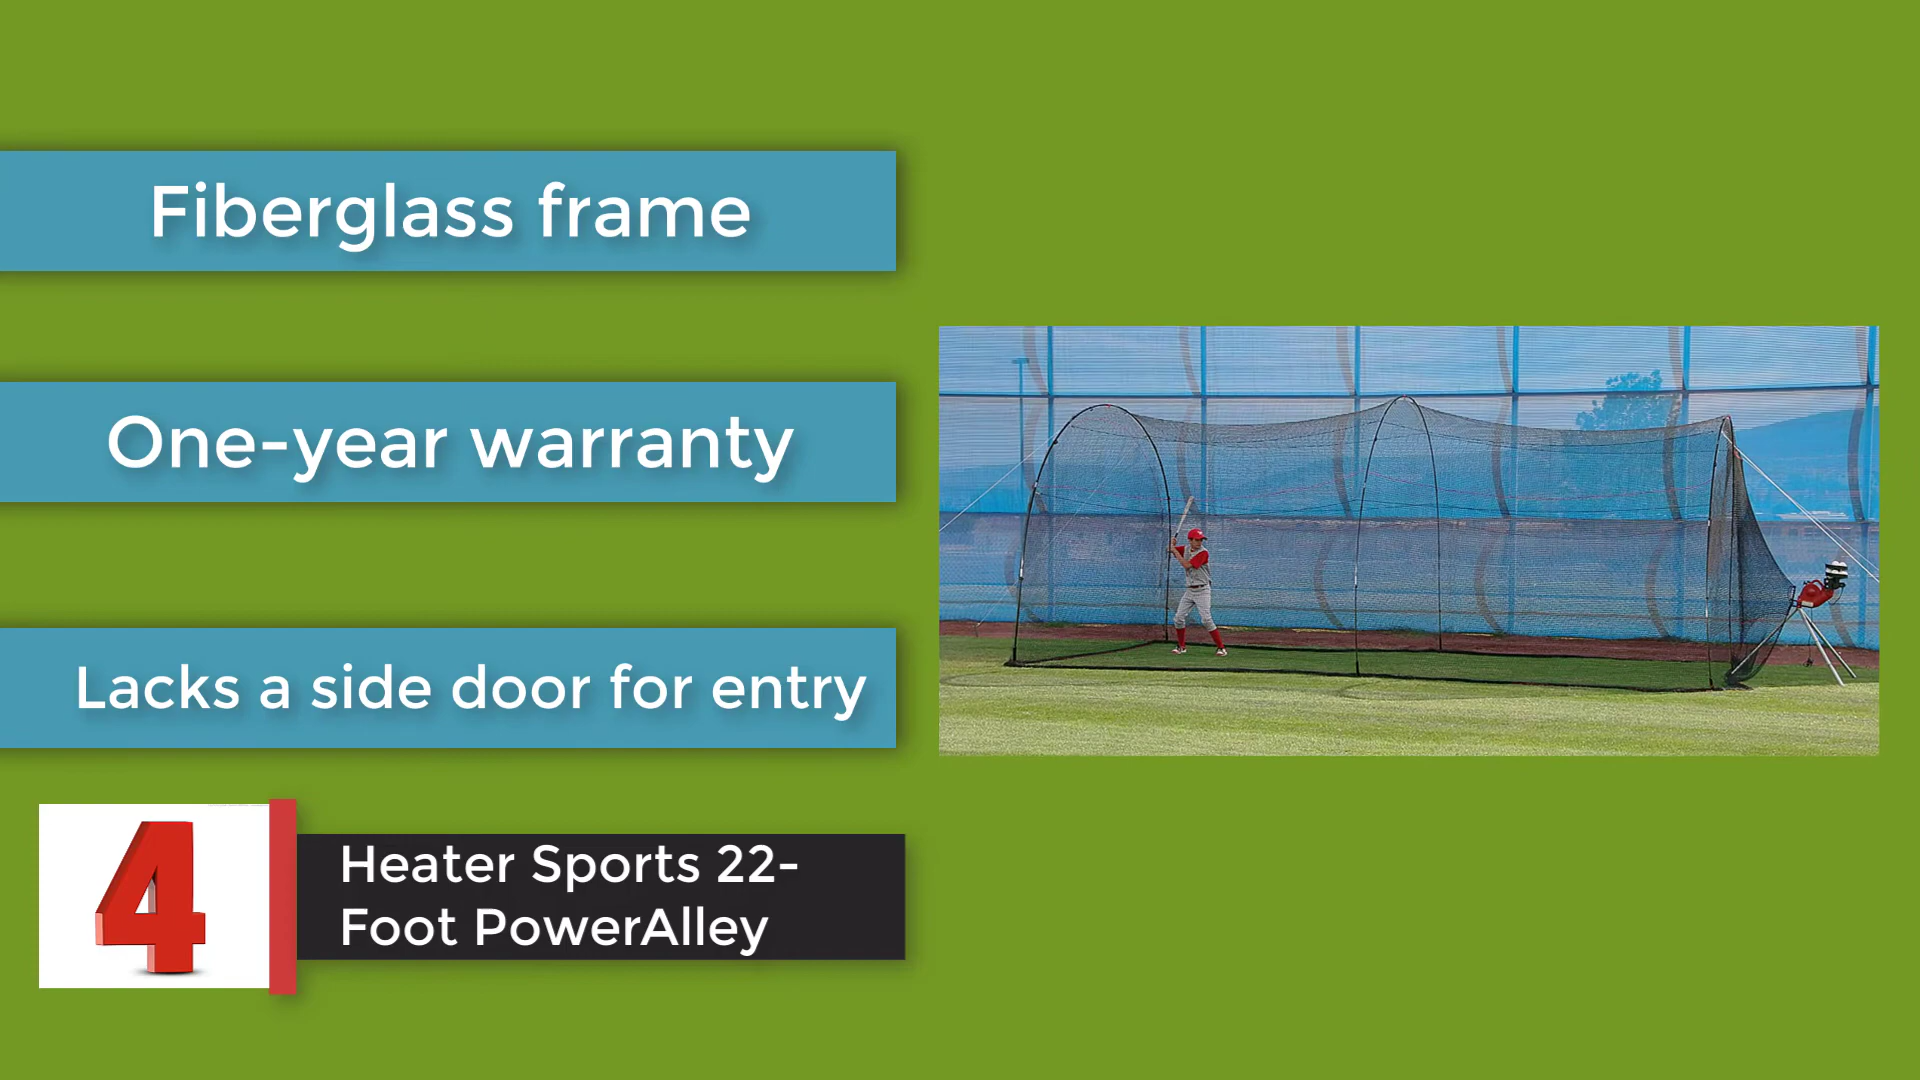 Fiberglass frame
One-year warranty
Lacks a side door for entry
4
Heater Sports 22-
Foot PowerAlley